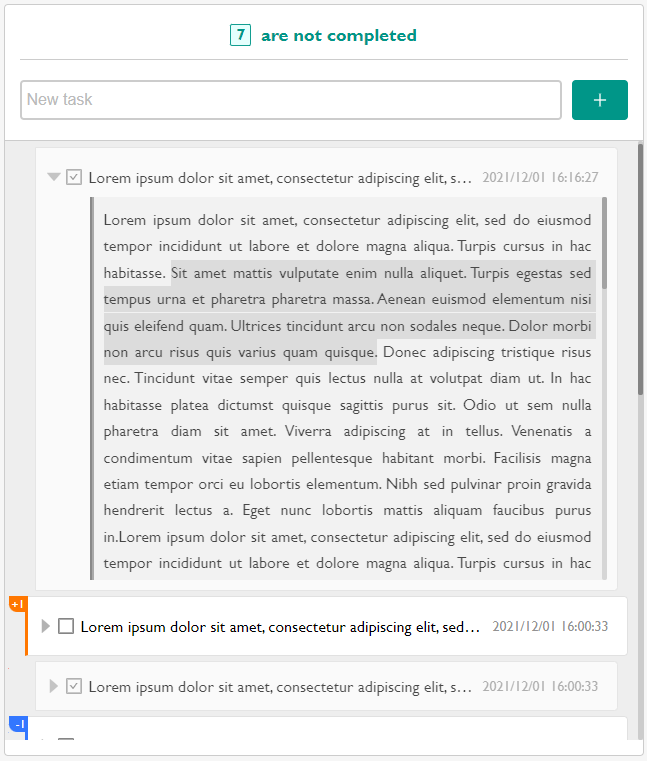 7 are not completed
New task
+
Lorem ipsum dolor sit amet, consectetur adipiscing elit, s... 2021/12/01 16:16:27
Lorem ipsum dolor sit amet, consectetur adipiscing elit, sed do eiusmod
tempor incididunt ut labore et dolore magna aliqua. Turpis cursus in hac
habitasse. Sit amet mattis vulputate enim nulla aliquet. Turpis egestas sed
tempus urna et pharetra pharetra massa. Aenean euismod elementum nisi
quis eleifend quam. Ultrices tincidunt arcu non sodales neque. Dolor morbi
non arcu risus quis varius quam quisque. Donec adipiscing tristique risus
nec. Tincidunt vitae semper quis lectus nulla at volutpat diam ut. In hac
habitasse platea dictumst quisque sagittis purus sit. Odio ut sem nulla
pharetra diam sit amet. Viverra adipiscing at in tellus. Venenatis a
condimentum vitae sapien pellentesque habitant morbi. Facilisis magna
etiam tempor orci eu lobortis elementum. Nibh sed pulvinar proin gravida
hendrerit lectus a. Eget nunc lobortis mattis aliquam faucibus purus
in.Lorem ipsum dolor sit amet, consectetur adipiscing elit, sed do eiusmod
tempor incididunt ut labore et dolore magna aliqua. Turpis cursus in hac
+1
Lorem ipsum dolor sit amet, consectetur adipiscing elit, sed... 2021/12/01 16:00:33
Lorem ipsum dolor sit amet, consectetur adipiscing elit, s... 2021/12/01 16:00:33
-1